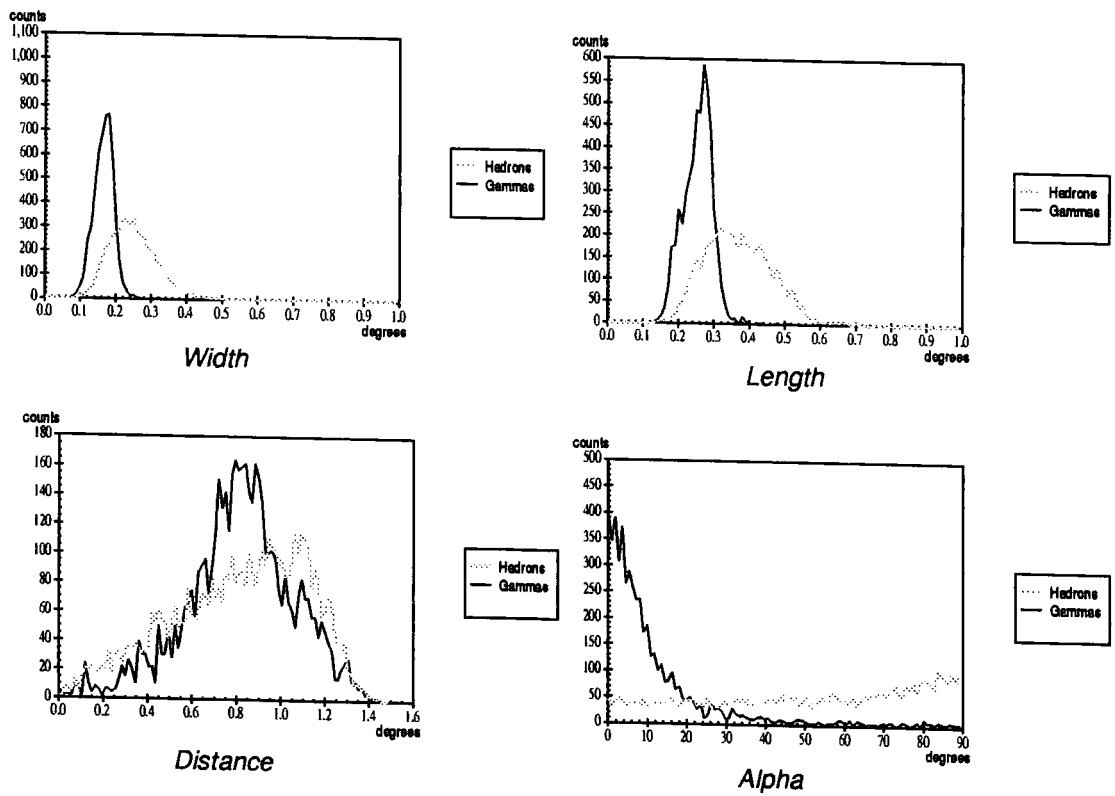 counts
1,100
1,000
900
800
700
600
500
400
300
200
100
0
0.0 0.1 0.2 0.3 0.4 0.5 0.6 0.7 0.8 0.9 1.0
degrees
Width
Hadrons
Gammas
counts
600
550
500
450
400
350
300
250
200
150
100
50
0
0.0 0.1 0.2 0.3 0.4 0.5 0.6 0.7 0.8 0.9 1.0
degrees
Length
Hadrons
Gammas
counts
180
160
140
120
100
80
60
40
20
0
0.0 0.2 0.4 0.6 0.8 1.0 1.2 1.4 1.6
degrees
Distance
Hadrons
Gammas
counts
500
450
400
350
300
250
200
150
100
50
0
0 10 20 30 40 50 60 70 80 90
degrees
Alpha
Hadrons
Gammas